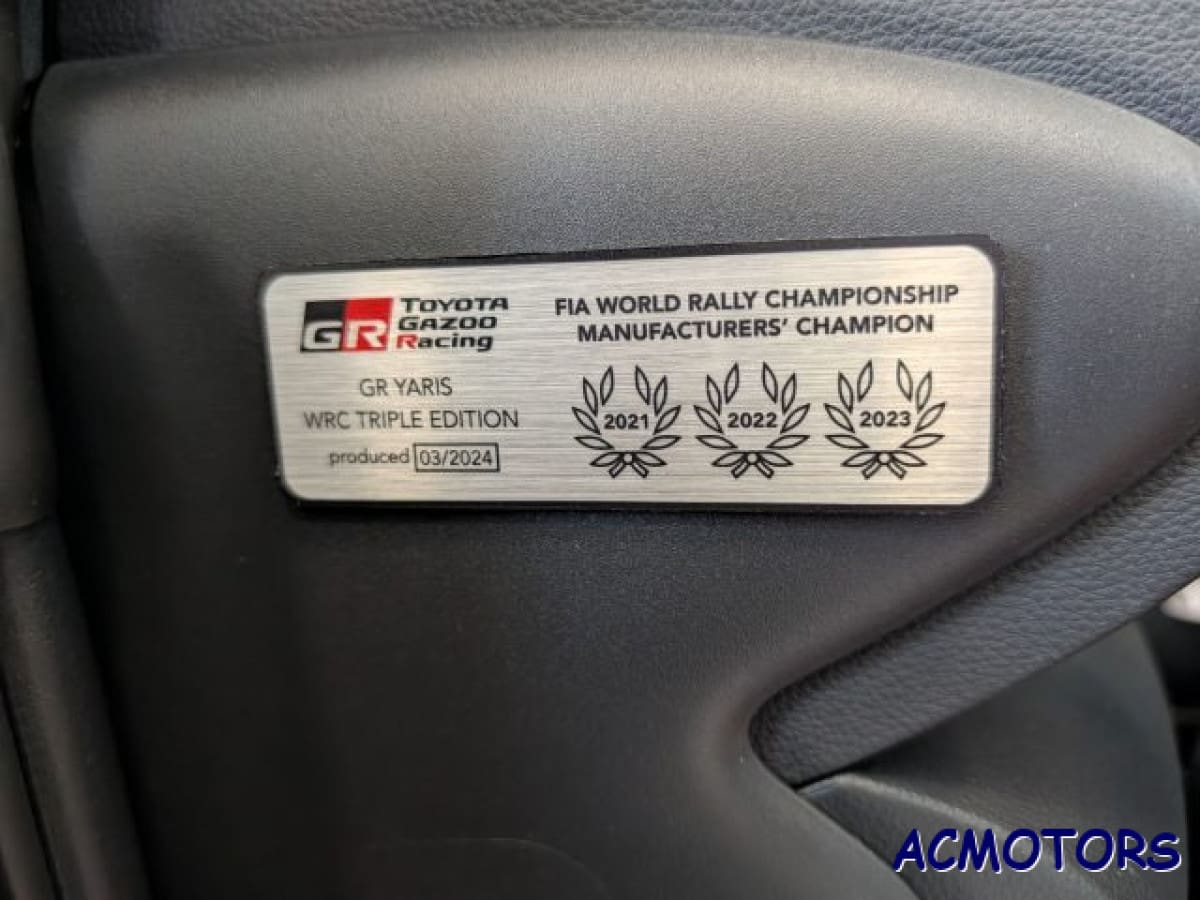 GR TOYOTA
GAZOO
Racing
GR YARIS
WRC TRIPLE EDITION
produced 03/2024
FIA WORLD RALLY CHAMPIONSHIP
MANUFACTURERS' CHAMPION
2021 2022 2023
ACMOTORS